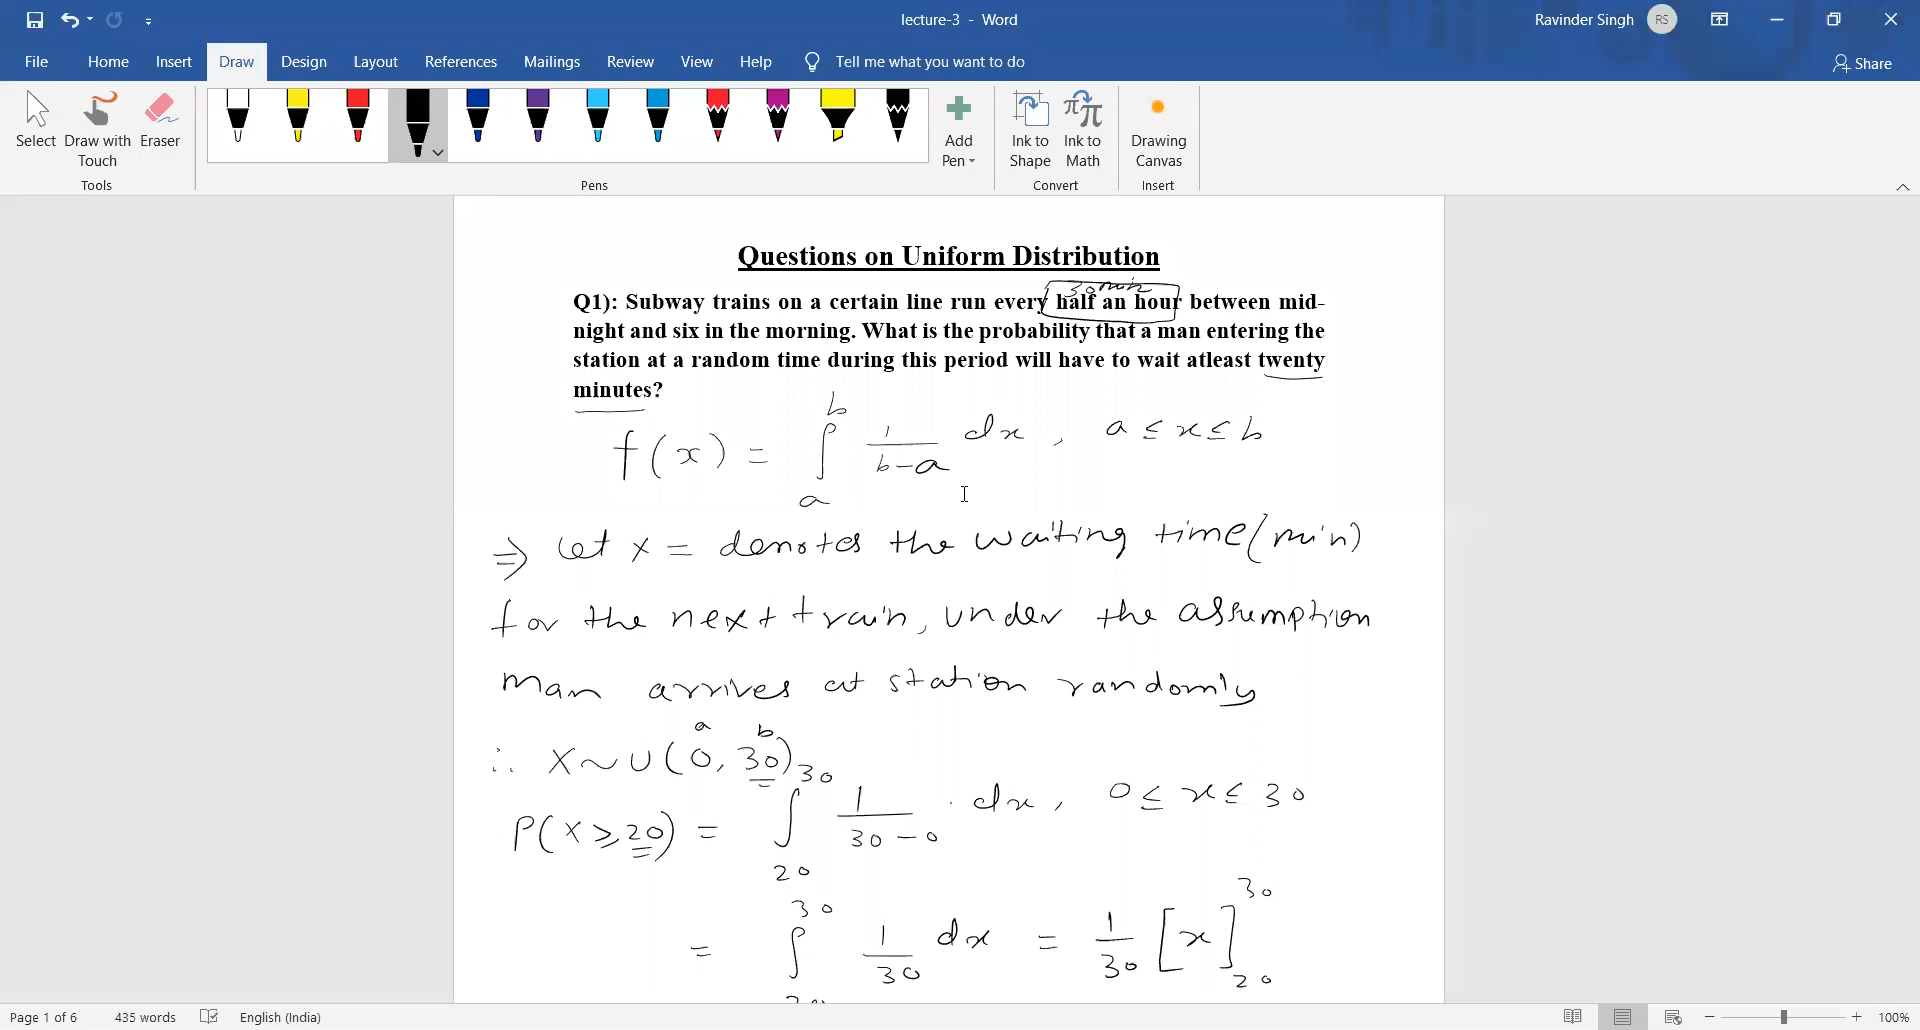 lecture-3 - Word
Ravinder Singh RS
File Home Insert Draw Design Layout References Mailings Review View Help Tell me what you want to do Share
Select Draw with Touch Eraser
Add Pen
Ink to Shape Ink to Math
Drawing Canvas
Tools Pens Convert Insert
Questions on Uniform Distribution
30 min
Q1): Subway trains on a certain line run every half an hour between mid-
night and six in the morning. What is the probability that a man entering the
station at a random time during this period will have to wait atleast twenty
minutes?
f(x) = ∫_a^b 1/(b-a) dx , a ≤ x ≤ b
⇒ Let x = denotes the waiting time (min)
for the next train, under the assumption
man arrives at station randomly
a b
∴ X ~ U(0, 30)
P(X ≥ 20) = ∫_20^30 1/(30-0) . dx , 0 ≤ x ≤ 30
= ∫^30 1/30 dx = 1/30 [x]_20^30
Page 1 of 6 435 words English (India) 100%